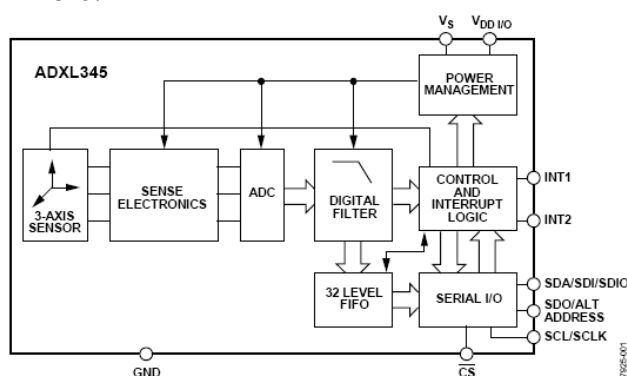 VS
VDD I/O
ADXL345
POWER
MANAGEMENT
3-AXIS
SENSOR
SENSE
ELECTRONICS
ADC
DIGITAL
FILTER
CONTROL
AND
INTERRUPT
LOGIC
INT1
INT2
32 LEVEL
FIFO
SERIAL I/O
SDA/SDI/SDIO
SDO/ALT
ADDRESS
SCL/SCLK
GND
CS